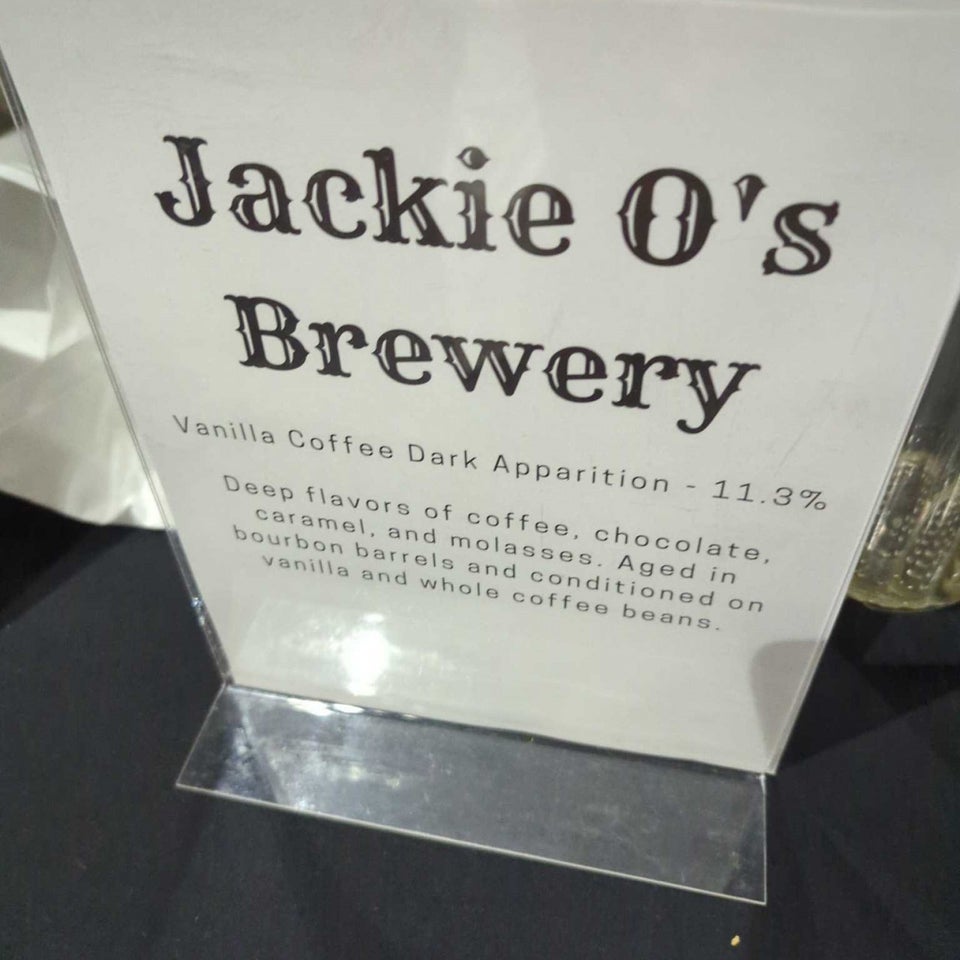 Jackie O's
Brewery
Vanilla Coffee Dark Apparition - 11.3%
Deep flavors of coffee, chocolate,
caramel, and molasses. Aged in
bourbon barrels and conditioned on
vanilla and whole coffee beans.